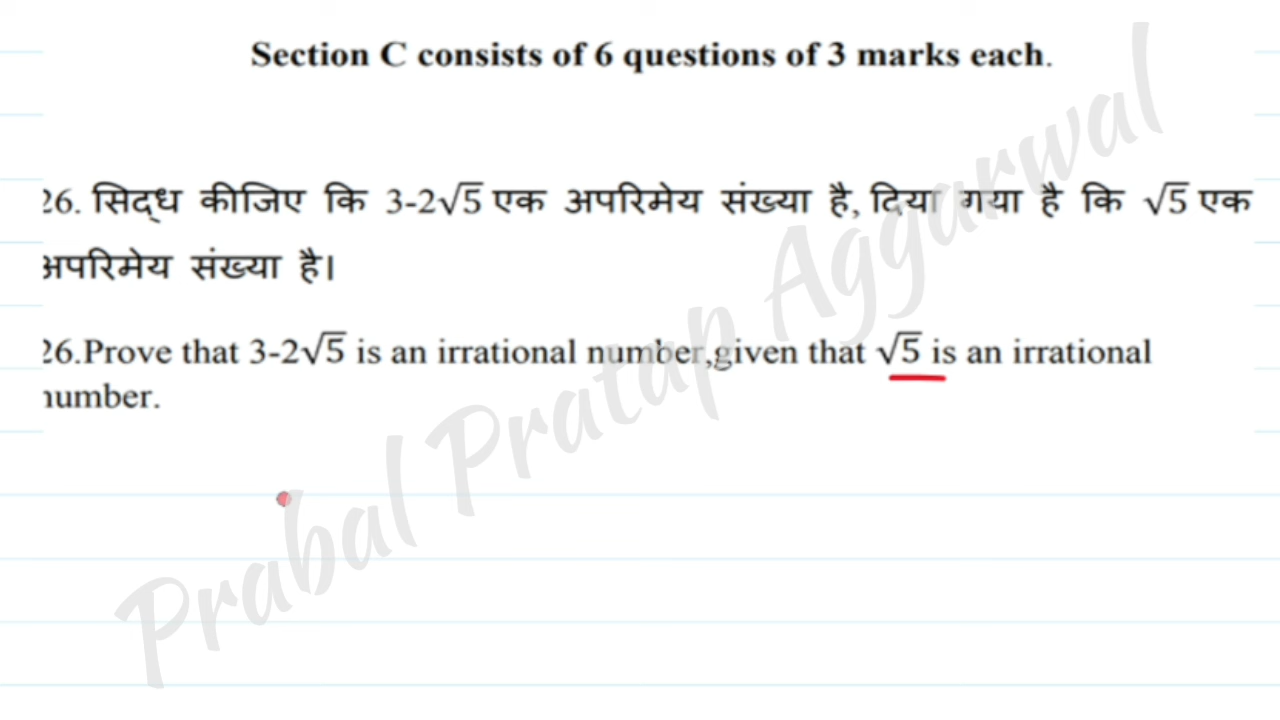 Section C consists of 6 questions of 3 marks each.
26. सिद्ध कीजिए कि 3-2√5 एक अपरिमेय संख्या है, दिया गया है कि √5 एक
अपरिमेय संख्या है।
26.Prove that 3-2√5 is an irrational number,given that √5 is an irrational
number.
Prabal Pratap Aggarwal